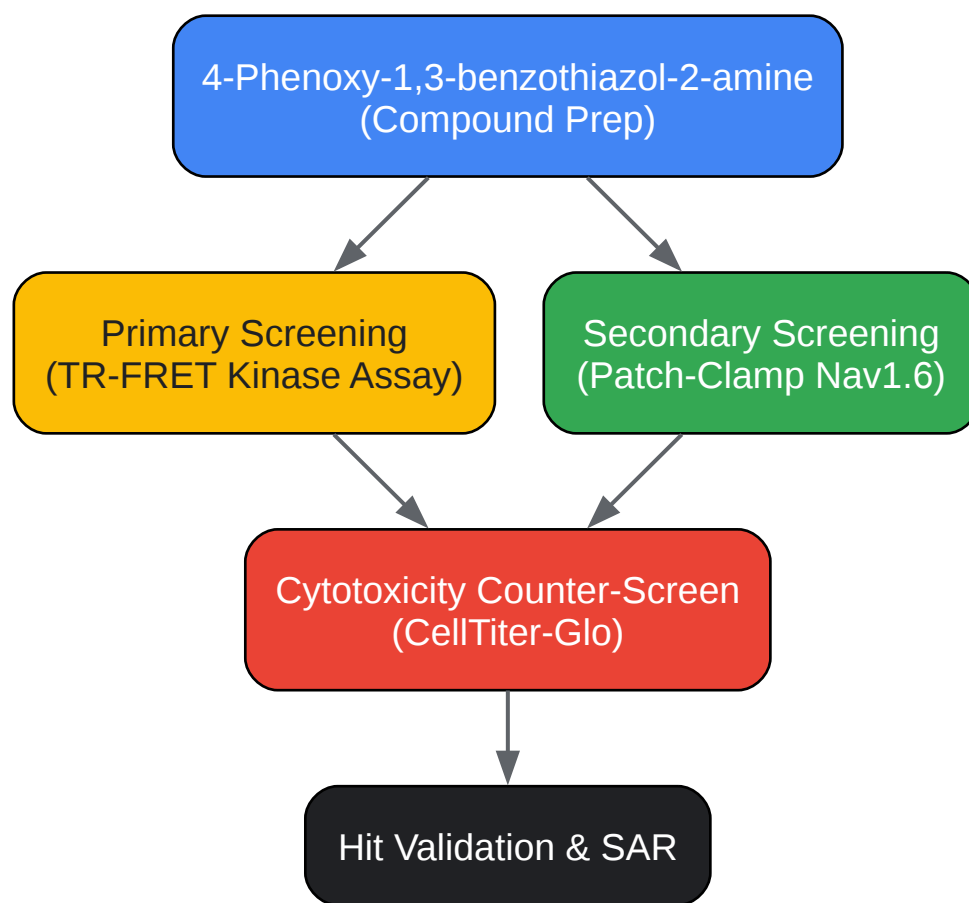 4-Phenoxy-1,3-benzothiazol-2-amine
(Compound Prep)
Primary Screening
(TR-FRET Kinase Assay)
Secondary Screening
(Patch-Clamp Nav1.6)
Cytotoxicity Counter-Screen
(CellTiter-Glo)
Hit Validation & SAR